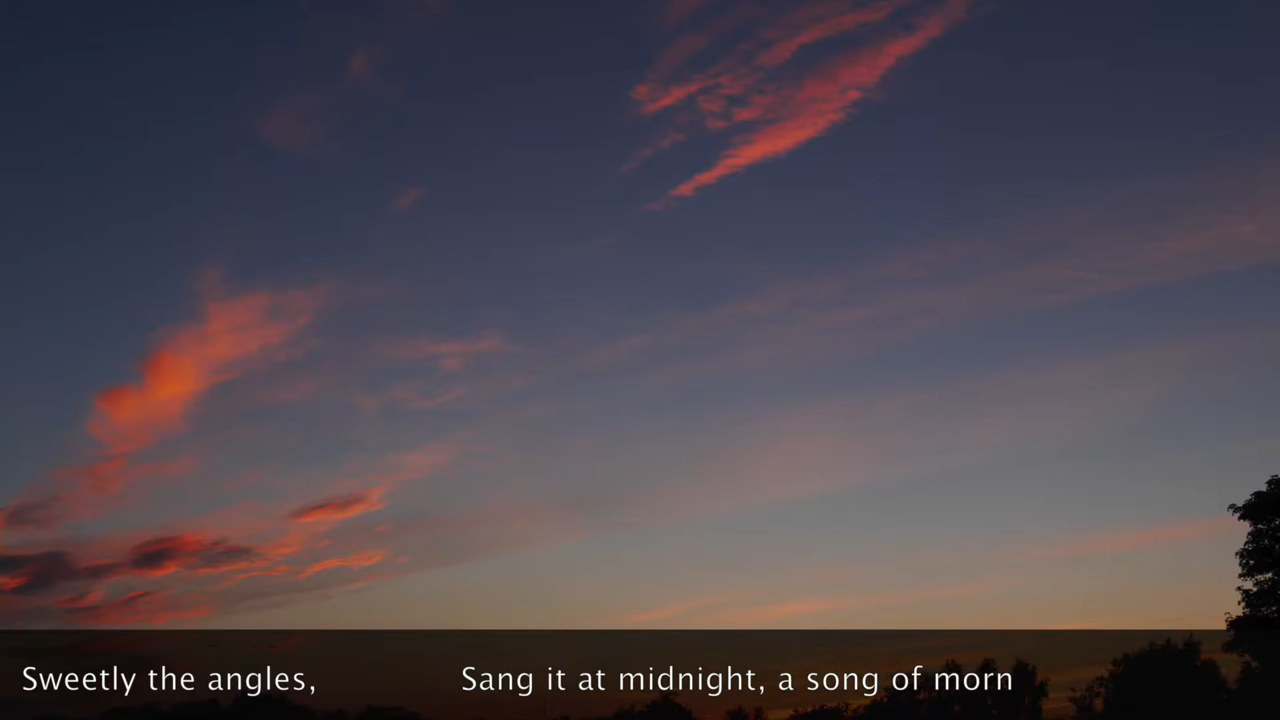 Sweetly the angles, Sang it at midnight, a song of morn